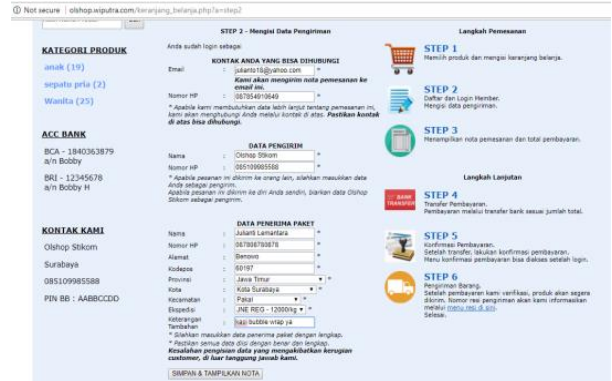 Not secure | olshop.wiputra.com/keranjang_belanja.php?a=step2
KATEGORI PRODUK
anak (19)
sepatu pria (2)
Wanita (25)
ACC BANK
BCA - 1840363879
a/n Bobby
BRI - 12345678
a/n Bobby H
KONTAK KAMI
Olshop Stikom
Surabaya
085109985588
PIN BB : AABBCCDD
STEP 2 - Mengisi Data Pengiriman
Anda sudah login sebagai
KONTAK ANDA YANG BISA DIHUBUNGI
Email : julianto16@yahoo.com *
Kami akan mengirim nota pemesanan ke
email ini.
Nomor HP : 087854910649 *
* Apabila kami membutuhkan data lebih lanjut tentang pemesanan ini,
kami akan menghubungi Anda melalui kontak di atas. Pastikan kontak
di atas bisa dihubungi.
DATA PENGIRIM
Nama : Olshop Stikom *
Nomor HP : 085109985588 *
* Apabila pesanan ini dikirim ke orang lain, silahkan masukkan data
Anda sebagai pengirim.
Apabila pesanan ini dikirim ke diri Anda sendiri, biarkan data Olshop
Stikom sebagai pengirim.
DATA PENERIMA PAKET
Nama : Julianti Lemantara *
Nomor HP : 087808780878 *
Alamat : Benowo *
Kodepos : 60197 *
Provinsi : Jawa Timur *
Kota : Kota Surabaya *
Kecamatan : Pakal *
Ekspedisi : JNE REG - 12000/kg *
Keterangan
Tambahan : kasi bubble wrap ya
* Silahkan masukkan data penerima paket dengan lengkap.
* Pastikan semua data diisi dengan benar dan lengkap.
Kesalahan pengisian data yang mengakibatkan kerugian
customer, di luar tanggung jawab kami.
SIMPAN & TAMPILKAN NOTA
Langkah Pemesanan
STEP 1
Memilih produk dan mengisi keranjang belanja.
STEP 2
Daftar dan Login Member.
Mengisi data pengiriman.
STEP 3
Menampilkan nota pemesanan dan total pembayaran.
Langkah Lanjutan
BANK
TRANSFER
STEP 4
Transfer Pembayaran.
Pembayaran melalui transfer bank sesuai jumlah total.
STEP 5
Konfirmasi Pembayaran.
Setelah transfer, lakukan konfirmasi pembayaran.
Menu konfirmasi pembayaran bisa diakses setelah login.
STEP 6
Pengiriman Barang.
Setelah pembayaran kami verifikasi, produk akan segera
dikirim. Nomor resi pengiriman akan kami informasikan
melalui menu resi di sini.
Selesai.